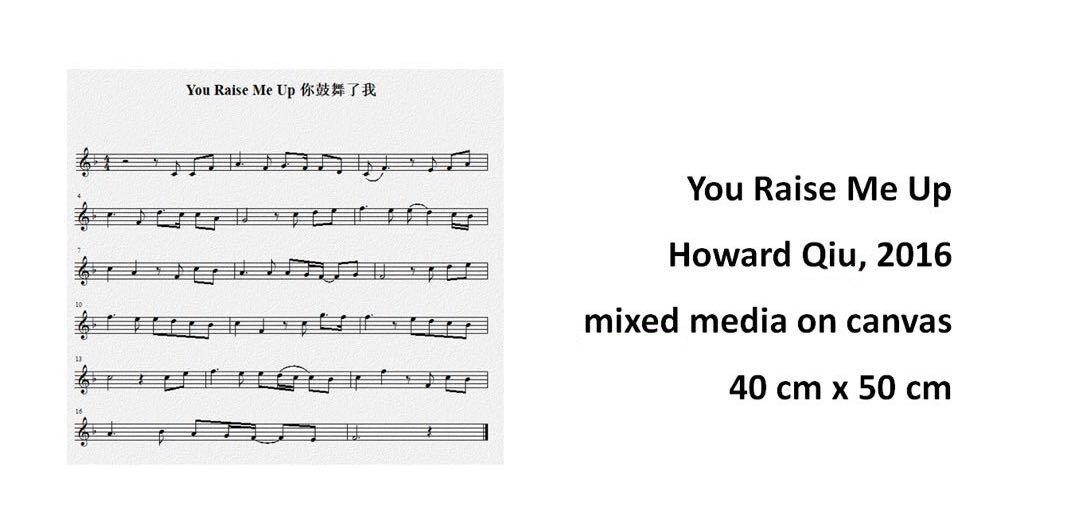 You Raise Me Up 你鼓舞了我
4
7
10
13
16
You Raise Me Up
Howard Qiu, 2016
mixed media on canvas
40 cm x 50 cm